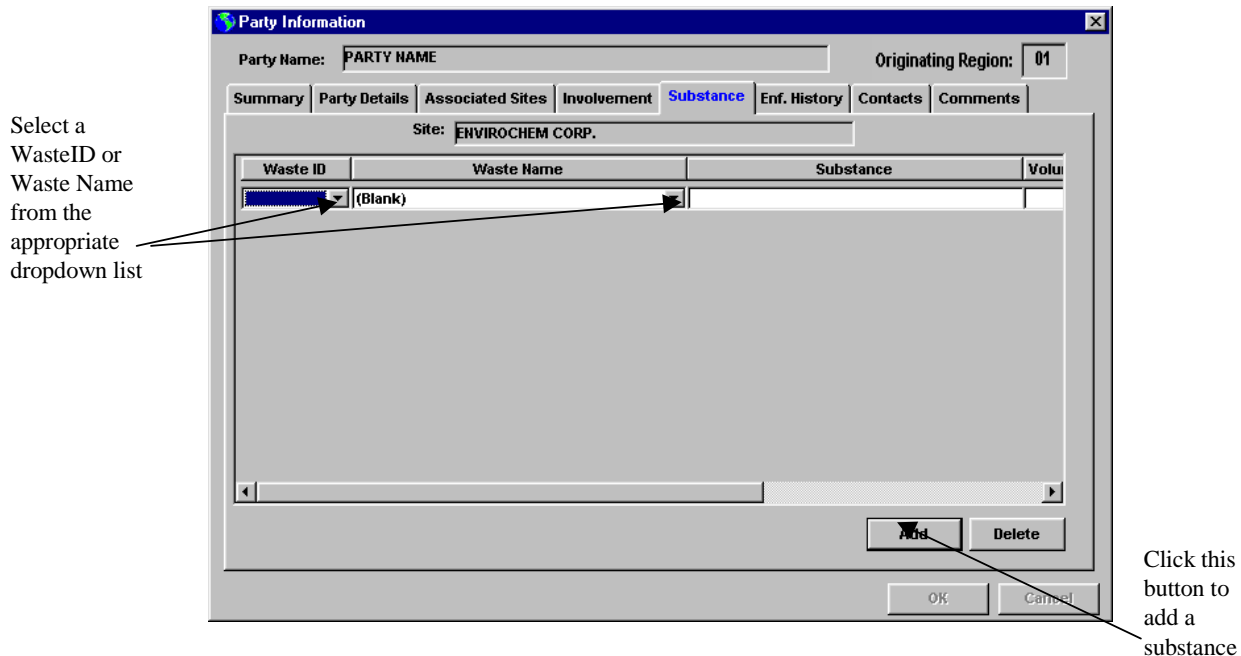 Party Information
Party Name: PARTY NAME Originating Region: 01
Summary Party Details Associated Sites Involvement Substance Enf. History Contacts Comments
Site: ENVIROCHEM CORP.
Waste ID Waste Name Substance Volu
(Blank)
Select a
WasteID or
Waste Name
from the
appropriate
dropdown list
Add Delete
OK Cancel
Click this
button to
add a
substance